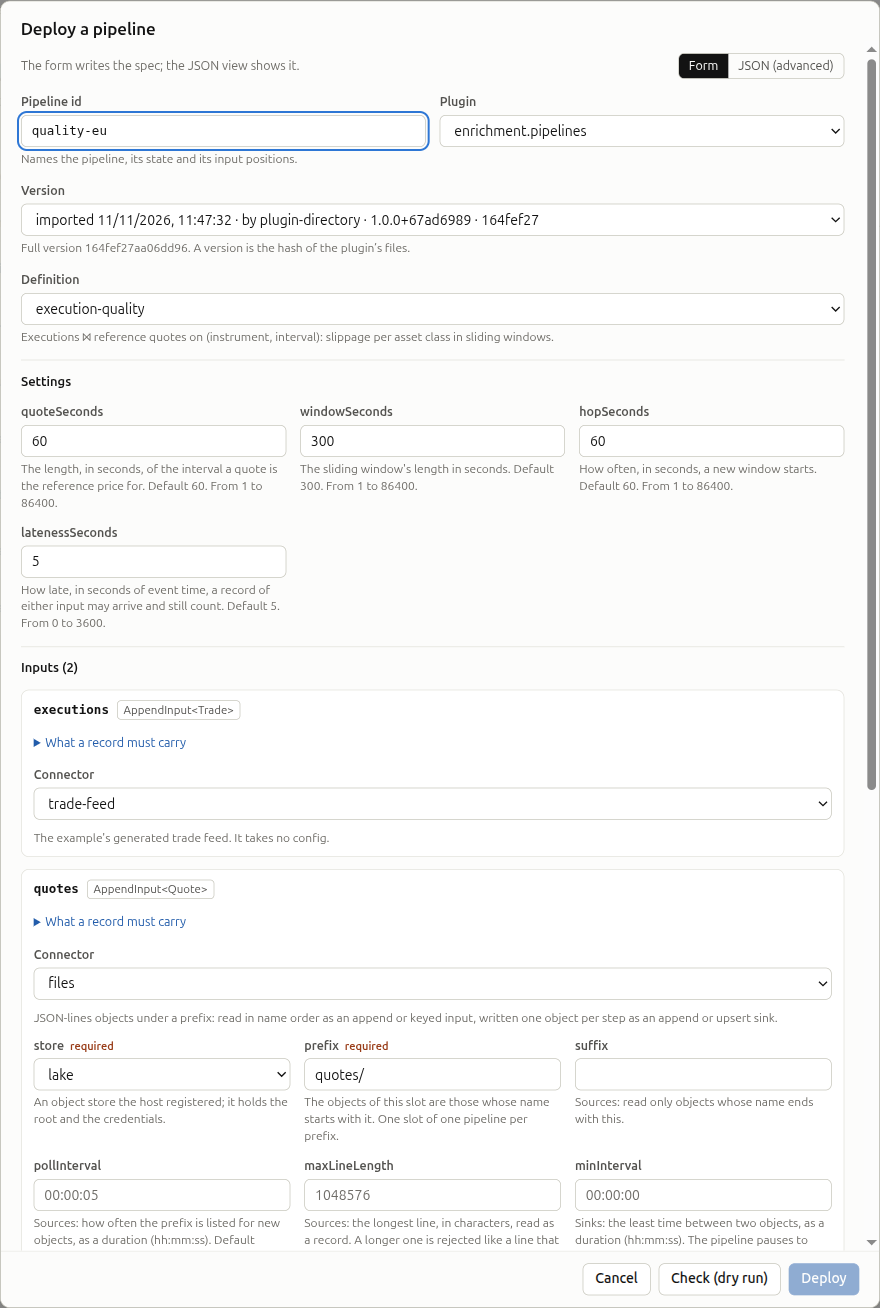 Deploy a pipeline
The form writes the spec; the JSON view shows it.
Form
JSON (advanced)
Pipeline id
Plugin
quality-eu
enrichment.pipelines
Names the pipeline, its state and its input positions.
Version
imported 11/11/2026, 11:47:32 · by plugin-directory · 1.0.0+67ad6989 · 164fef27
Full version 164fef27aa06dd96. A version is the hash of the plugin's files.
Definition
execution-quality
Executions ⋈ reference quotes on (instrument, interval): slippage per asset class in sliding windows.
Settings
quoteSeconds
windowSeconds
hopSeconds
60
300
60
The length, in seconds, of the interval a quote is
the reference price for. Default 60. From 1 to
86400.
The sliding window's length in seconds. Default
300. From 1 to 86400.
How often, in seconds, a new window starts.
Default 60. From 1 to 86400.
latenessSeconds
5
How late, in seconds of event time, a record of
either input may arrive and still count. Default 5.
From 0 to 3600.
Inputs (2)
executions
AppendInput<Trade>
▶ What a record must carry
Connector
trade-feed
The example's generated trade feed. It takes no config.
quotes
AppendInput<Quote>
▶ What a record must carry
Connector
files
JSON-lines objects under a prefix: read in name order as an append or keyed input, written one object per step as an append or upsert sink.
store required
prefix required
suffix
lake
quotes/
An object store the host registered; it holds the
root and the credentials.
The objects of this slot are those whose name
starts with it. One slot of one pipeline per
prefix.
Sources: read only objects whose name ends
with this.
pollInterval
maxLineLength
minInterval
00:00:05
1048576
00:00:00
Sources: how often the prefix is listed for new
objects, as a duration (hh:mm:ss). Default
Sources: the longest line, in characters, read as
a record. A longer one is rejected like a line that
Sinks: the least time between two objects, as a
duration (hh:mm:ss). The pipeline pauses to
Cancel
Check (dry run)
Deploy